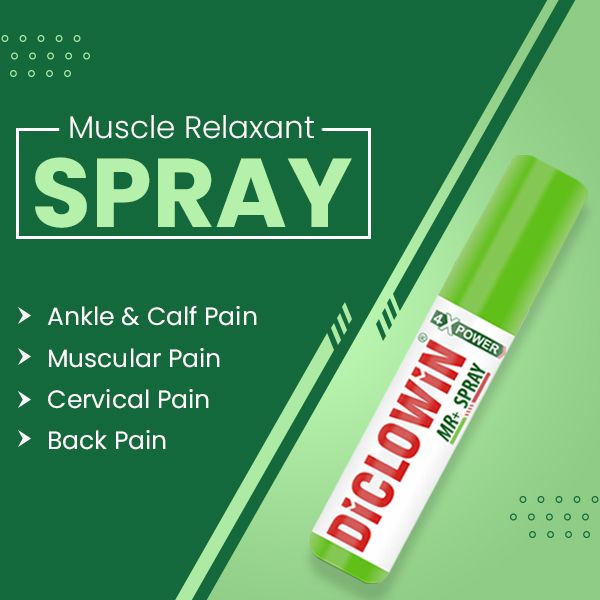 Muscle Relaxant
SPRAY
Ankle & Calf Pain
Muscular Pain
Cervical Pain
Back Pain
4X POWER
DiCLOWiN®
MR+ SPRAY